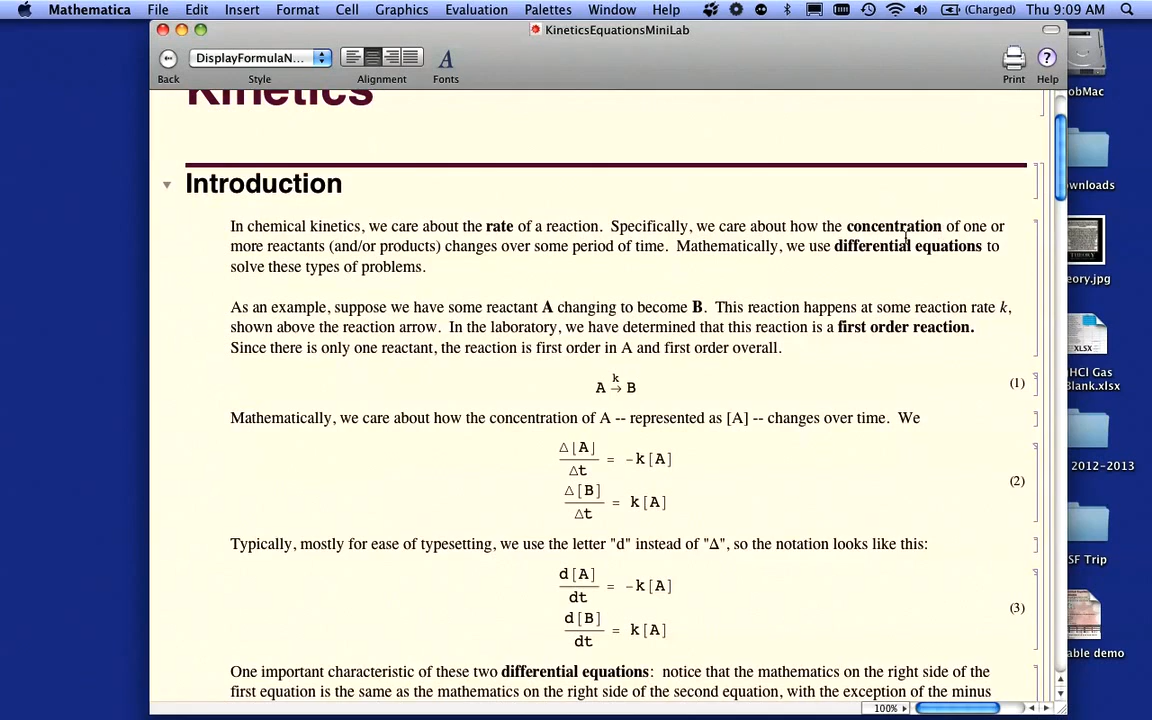 Mathematica File Edit Insert Format Cell Graphics Evaluation Palettes Window Help (Charged) Thu 9:09 AM
KineticsEquationsMiniLab
DisplayFormulaN...
Back Style Alignment Fonts Print Help
Kinetics
Introduction
In chemical kinetics, we care about the rate of a reaction. Specifically, we care about how the concentration of one or
more reactants (and/or products) changes over some period of time. Mathematically, we use differential equations to
solve these types of problems.
As an example, suppose we have some reactant A changing to become B. This reaction happens at some reaction rate k,
shown above the reaction arrow. In the laboratory, we have determined that this reaction is a first order reaction.
Since there is only one reactant, the reaction is first order in A and first order overall.
k
A → B (1)
Mathematically, we care about how the concentration of A -- represented as [A] -- changes over time. We
Δ[A]
= -k[A]
Δt
(2)
Δ[B]
= k[A]
Δt
Typically, mostly for ease of typesetting, we use the letter "d" instead of "Δ", so the notation looks like this:
d[A]
= -k[A]
dt
(3)
d[B]
= k[A]
dt
One important characteristic of these two differential equations: notice that the mathematics on the right side of the
first equation is the same as the mathematics on the right side of the second equation, with the exception of the minus
100%
obMac
wnloads
THEORY
eory.jpg
XLSX
HCl Gas
Blank.xlsx
2012-2013
SF Trip
able demo